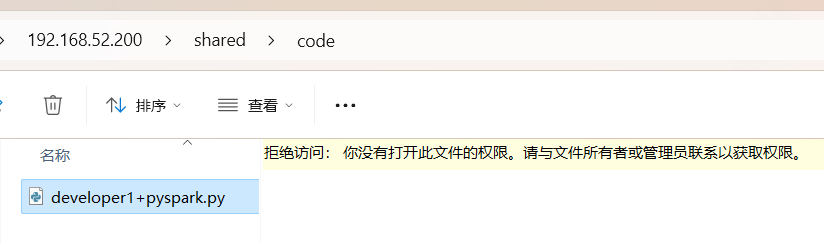 192.168.52.200 > shared > code
排序 查看 •••
名称
拒绝访问： 你没有打开此文件的权限。请与文件所有者或管理员联系以获取权限。
developer1+pyspark.py